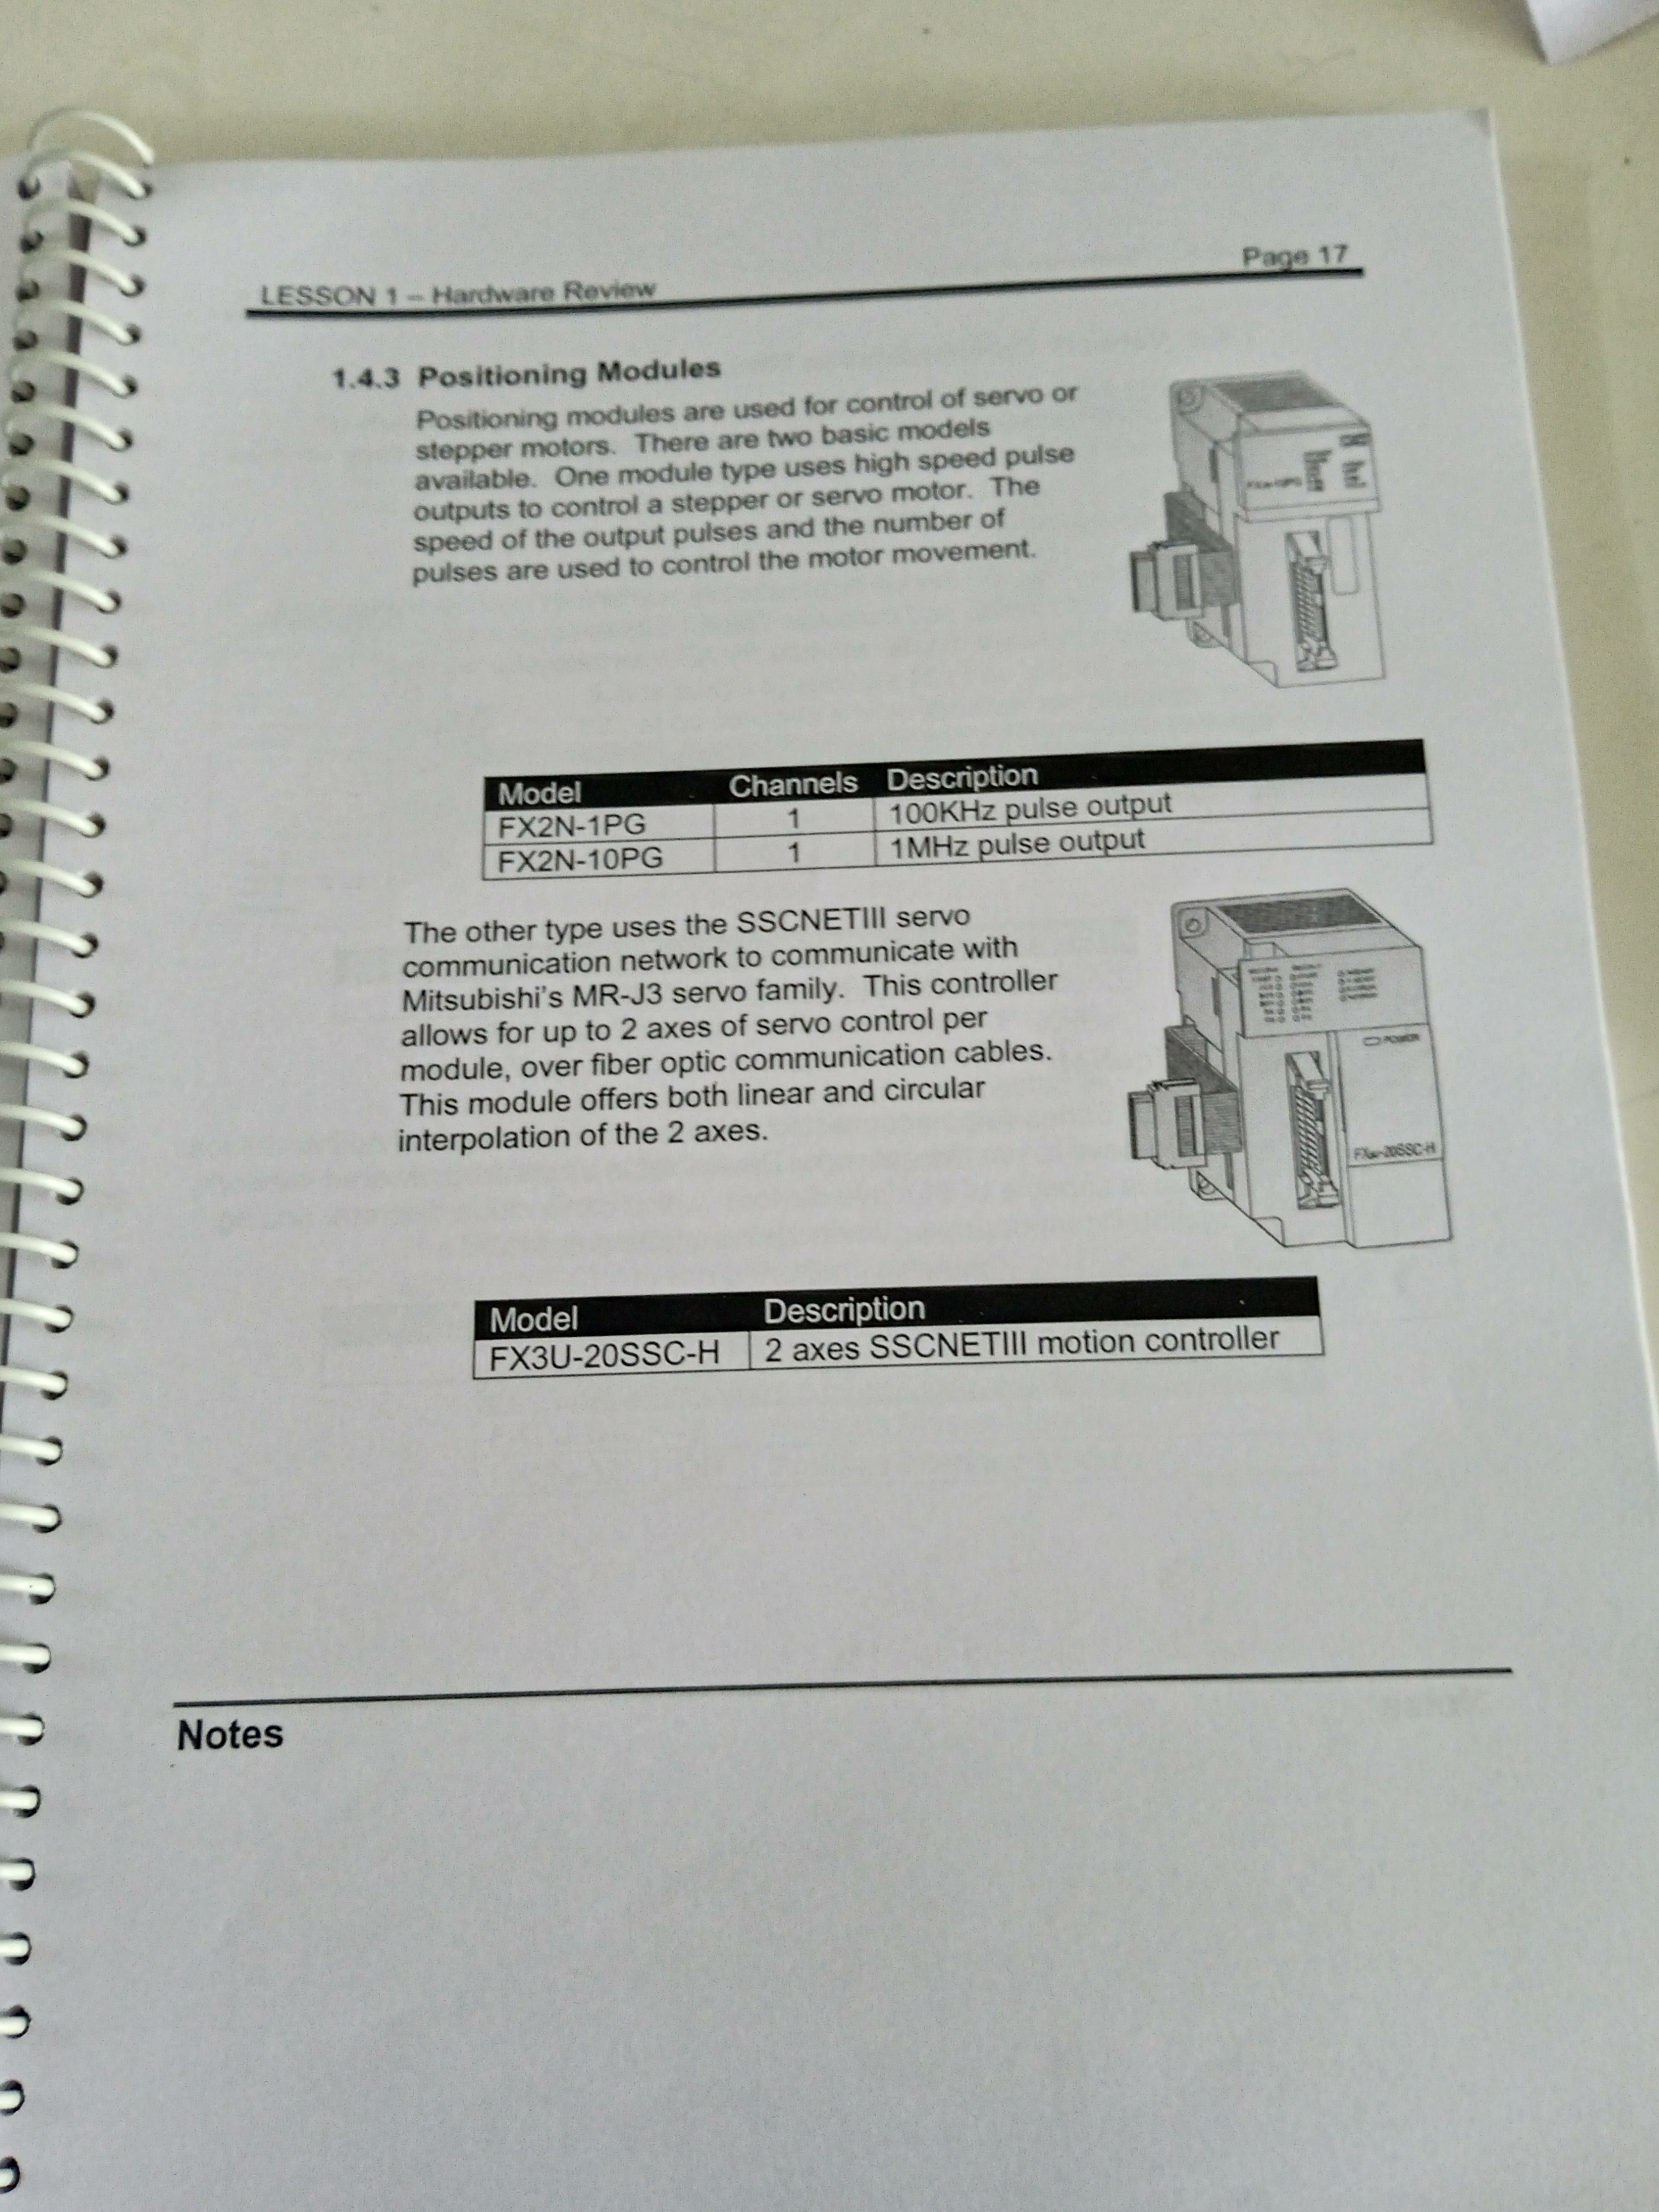 LESSON 1 – Hardware Review
Page 17
1.4.3 Positioning Modules
Positioning modules are used for control of servo or
stepper motors. There are two basic models
available. One module type uses high speed pulse
outputs to control a stepper or servo motor. The
speed of the output pulses and the number of
pulses are used to control the motor movement.
Model Channels Description
FX2N-1PG 1 100KHz pulse output
FX2N-10PG 1 1MHz pulse output
The other type uses the SSCNETIII servo
communication network to communicate with
Mitsubishi's MR-J3 servo family. This controller
allows for up to 2 axes of servo control per
module, over fiber optic communication cables.
This module offers both linear and circular
interpolation of the 2 axes.
POWER
Model Description
FX3U-20SSC-H 2 axes SSCNETIII motion controller
Notes